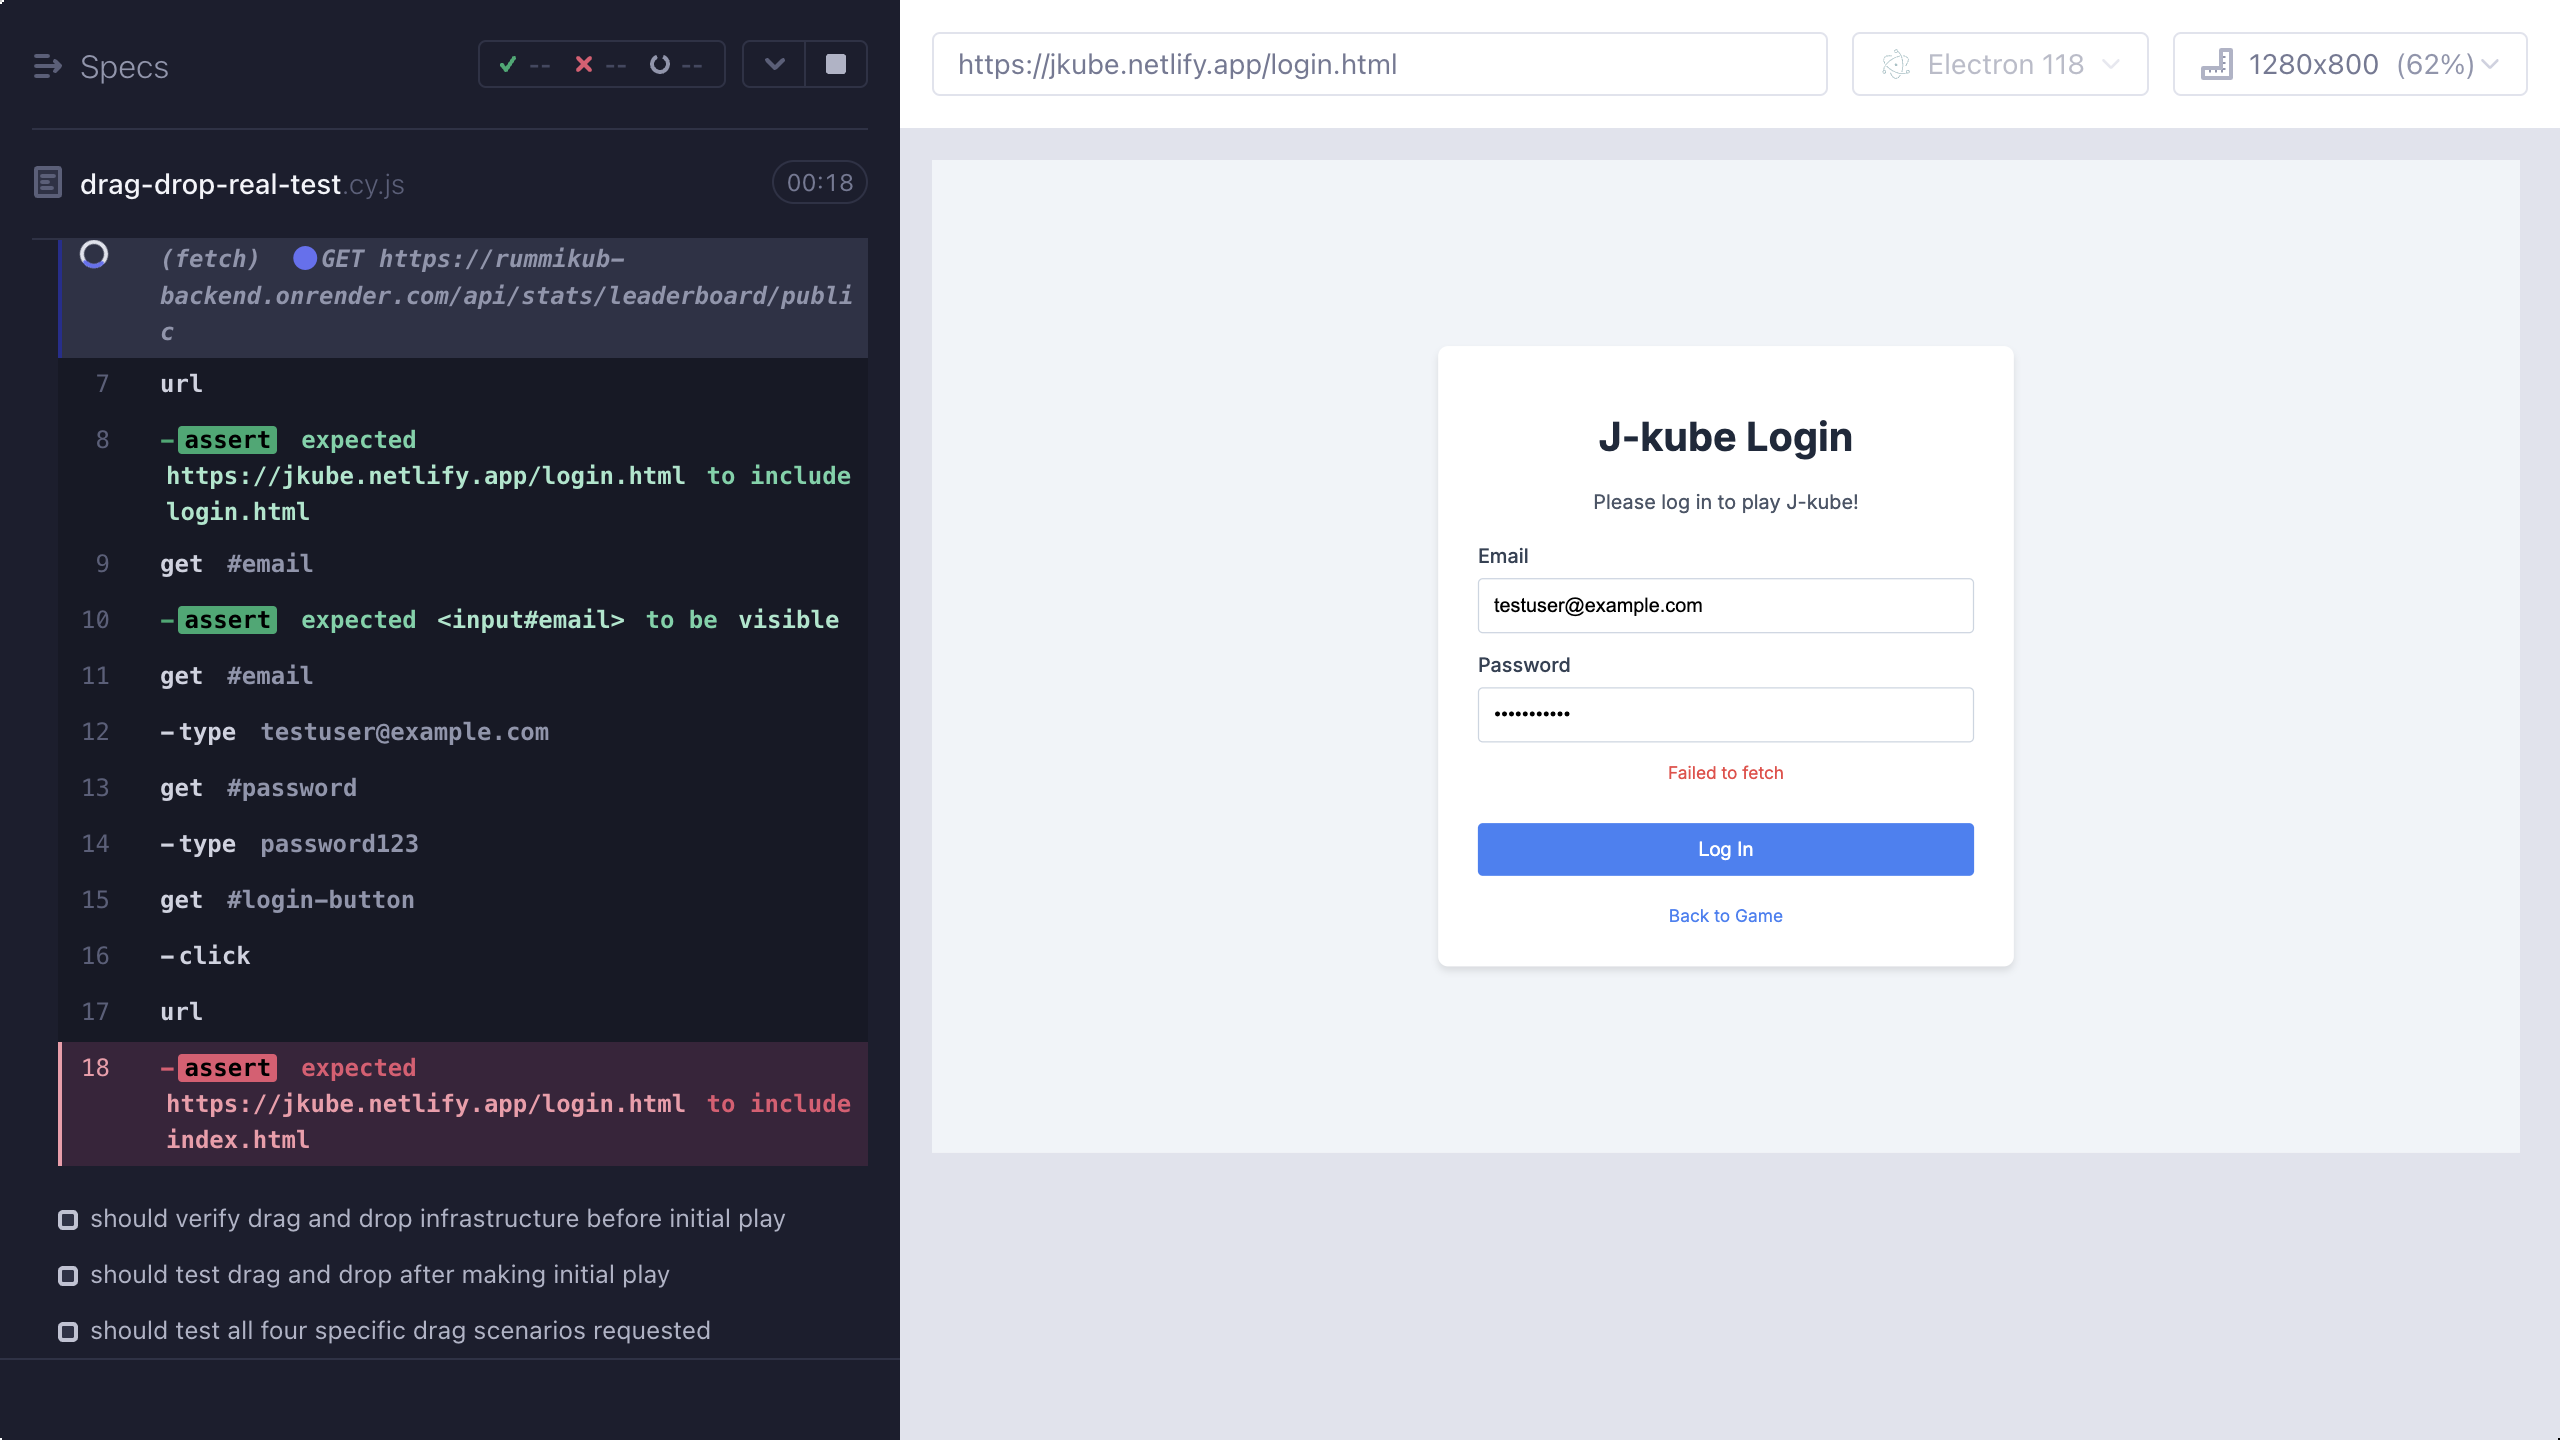 Specs
-- -- --
drag-drop-real-test.cy.js 00:18
(fetch) GET https://rummikub-
backend.onrender.com/api/stats/leaderboard/publi
c
7 url
8 -assert expected
https://jkube.netlify.app/login.html to include
login.html
9 get #email
10 -assert expected <input#email> to be visible
11 get #email
12 -type testuser@example.com
13 get #password
14 -type password123
15 get #login-button
16 -click
17 url
18 -assert expected
https://jkube.netlify.app/login.html to include
index.html
should verify drag and drop infrastructure before initial play
should test drag and drop after making initial play
should test all four specific drag scenarios requested
https://jkube.netlify.app/login.html
Electron 118
1280x800 (62%)
J-kube Login
Please log in to play J-kube!
Email
testuser@example.com
Password
•••••••••••
Failed to fetch
Log In
Back to Game